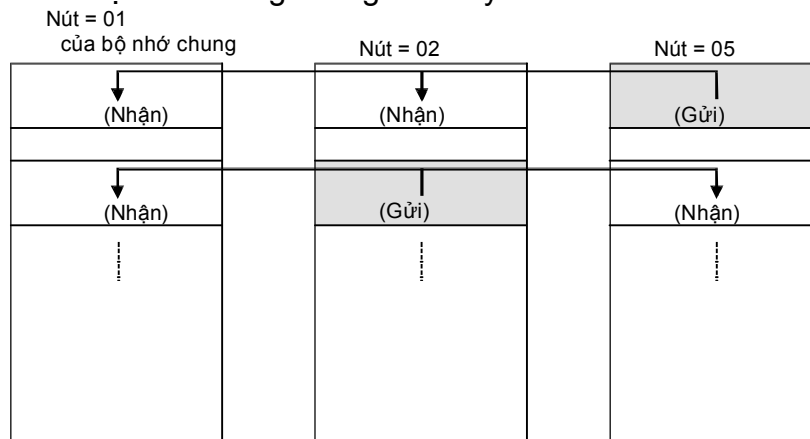 Nút = 01
của bộ nhớ chung
Nút = 02
Nút = 05
(Nhận)
(Nhận)
(Gửi)
(Nhận)
(Gửi)
(Nhận)